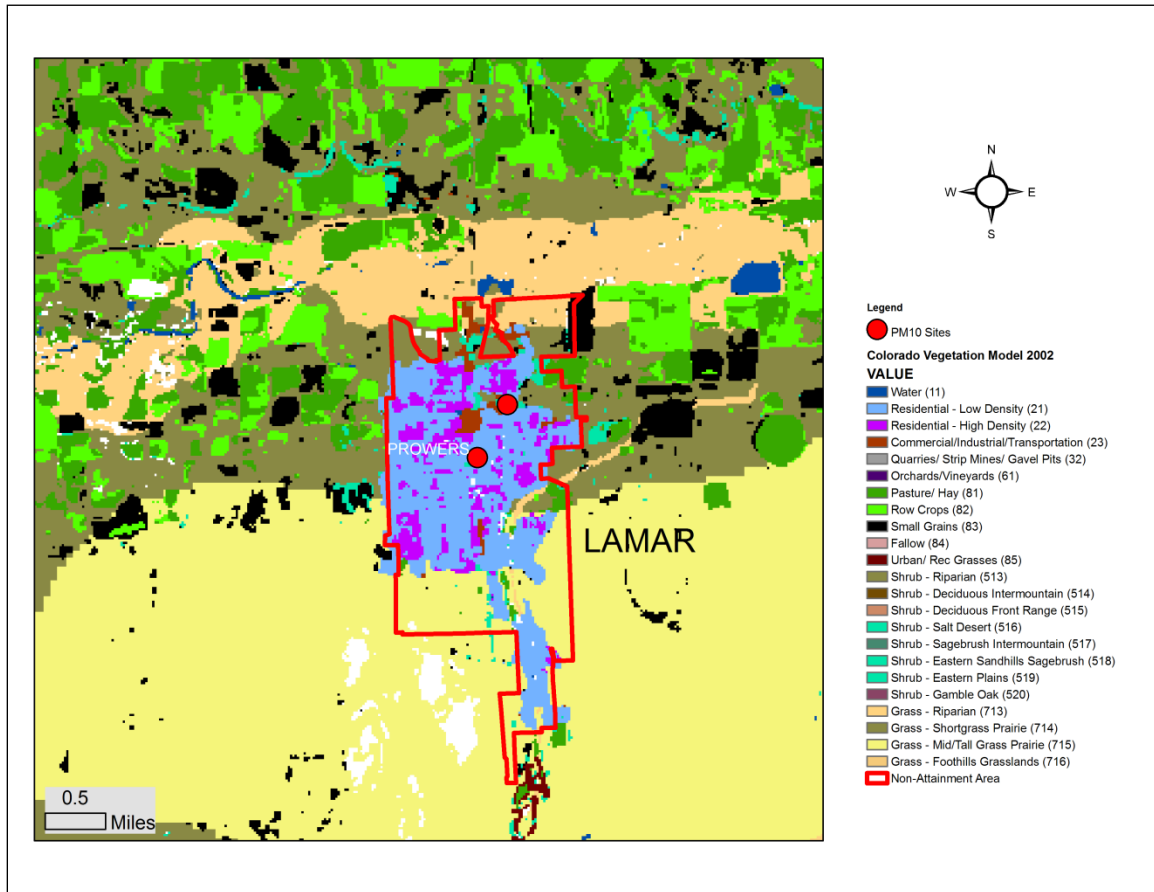 PROWERS
LAMAR
0.5
Miles
N
W
E
S
Legend
PM10 Sites
Colorado Vegetation Model 2002
VALUE
Water (11)
Residential - Low Density (21)
Residential - High Density (22)
Commercial/Industrial/Transportation (23)
Quarries/ Strip Mines/ Gavel Pits (32)
Orchards/Vineyards (61)
Pasture/ Hay (81)
Row Crops (82)
Small Grains (83)
Fallow (84)
Urban/ Rec Grasses (85)
Shrub - Riparian (513)
Shrub - Deciduous Intermountain (514)
Shrub - Deciduous Front Range (515)
Shrub - Salt Desert (516)
Shrub - Sagebrush Intermountain (517)
Shrub - Eastern Sandhills Sagebrush (518)
Shrub - Eastern Plains (519)
Shrub - Gamble Oak (520)
Grass - Riparian (713)
Grass - Shortgrass Prairie (714)
Grass - Mid/Tall Grass Prairie (715)
Grass - Foothills Grasslands (716)
Non-Attainment Area